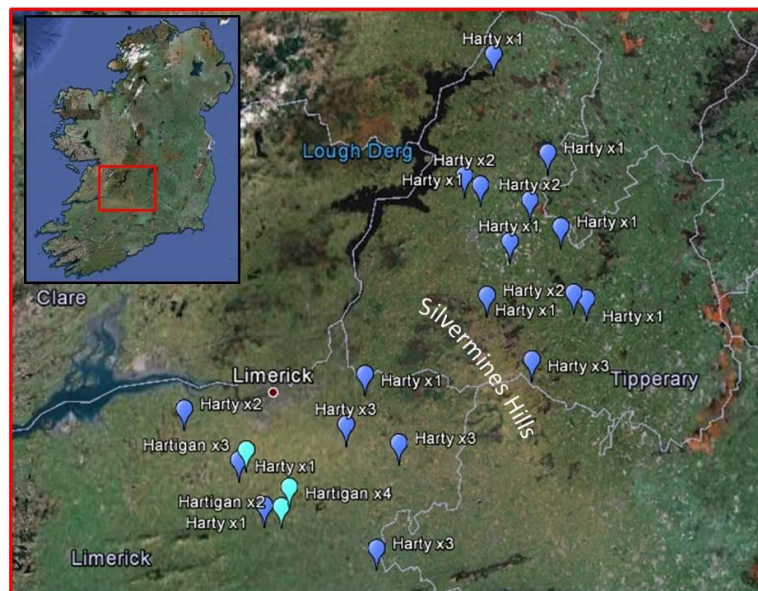 Harty x1
Lough Derg
Harty x1
Harty x2
Harty x1
Harty x2
Harty x1
Harty x1
Clare
Harty x2
Harty x1
Harty x1
Silvermines Hills
Harty x3
Limerick
Harty x1
Tipperary
Harty x2
Harty x3
Hartigan x3
Harty x3
Harty x1
Hartigan x2
Hartigan x4
Harty x1
Limerick
Harty x3